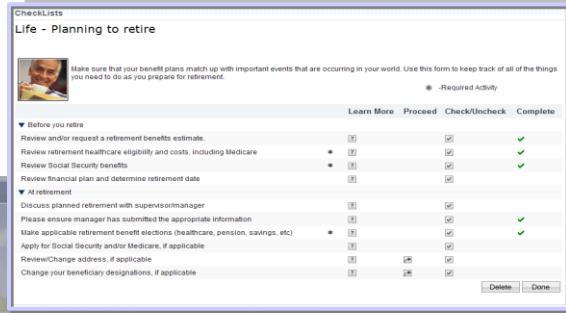 CheckLists
Life - Planning to retire
Make sure that your benefit plans match up with important events that are occurring in your world. Use this form to keep track of all of the things
you need to do as you prepare for retirement.
* -Required Activity
Learn More Proceed Check/Uncheck Complete
▼ Before you retire
Review and/or request a retirement benefits estimate. ?
Review retirement healthcare eligibility and costs, including Medicare * ?
Review Social Security benefits * ?
Review financial plan and determine retirement date ?
▼ At retirement
Discuss planned retirement with supervisor/manager ?
Please ensure manager has submitted the appropriate information ?
Make applicable retirement benefit elections (healthcare, pension, savings, etc) * ?
Apply for Social Security and/or Medicare, if applicable ?
Review/Change address, if applicable ?
Change your beneficiary designations, if applicable ?
Delete Done